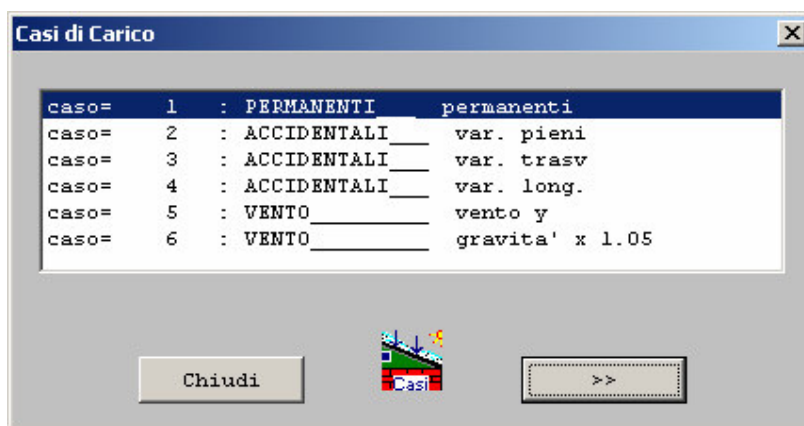 Casi di Carico
caso= 1 : PERMANENTI___ permanenti
caso= 2 : ACCIDENTALI___ var. pieni
caso= 3 : ACCIDENTALI___ var. trasv
caso= 4 : ACCIDENTALI___ var. long.
caso= 5 : VENTO_________ vento y
caso= 6 : VENTO_________ gravita' x 1.05
Chiudi
Casi
>>